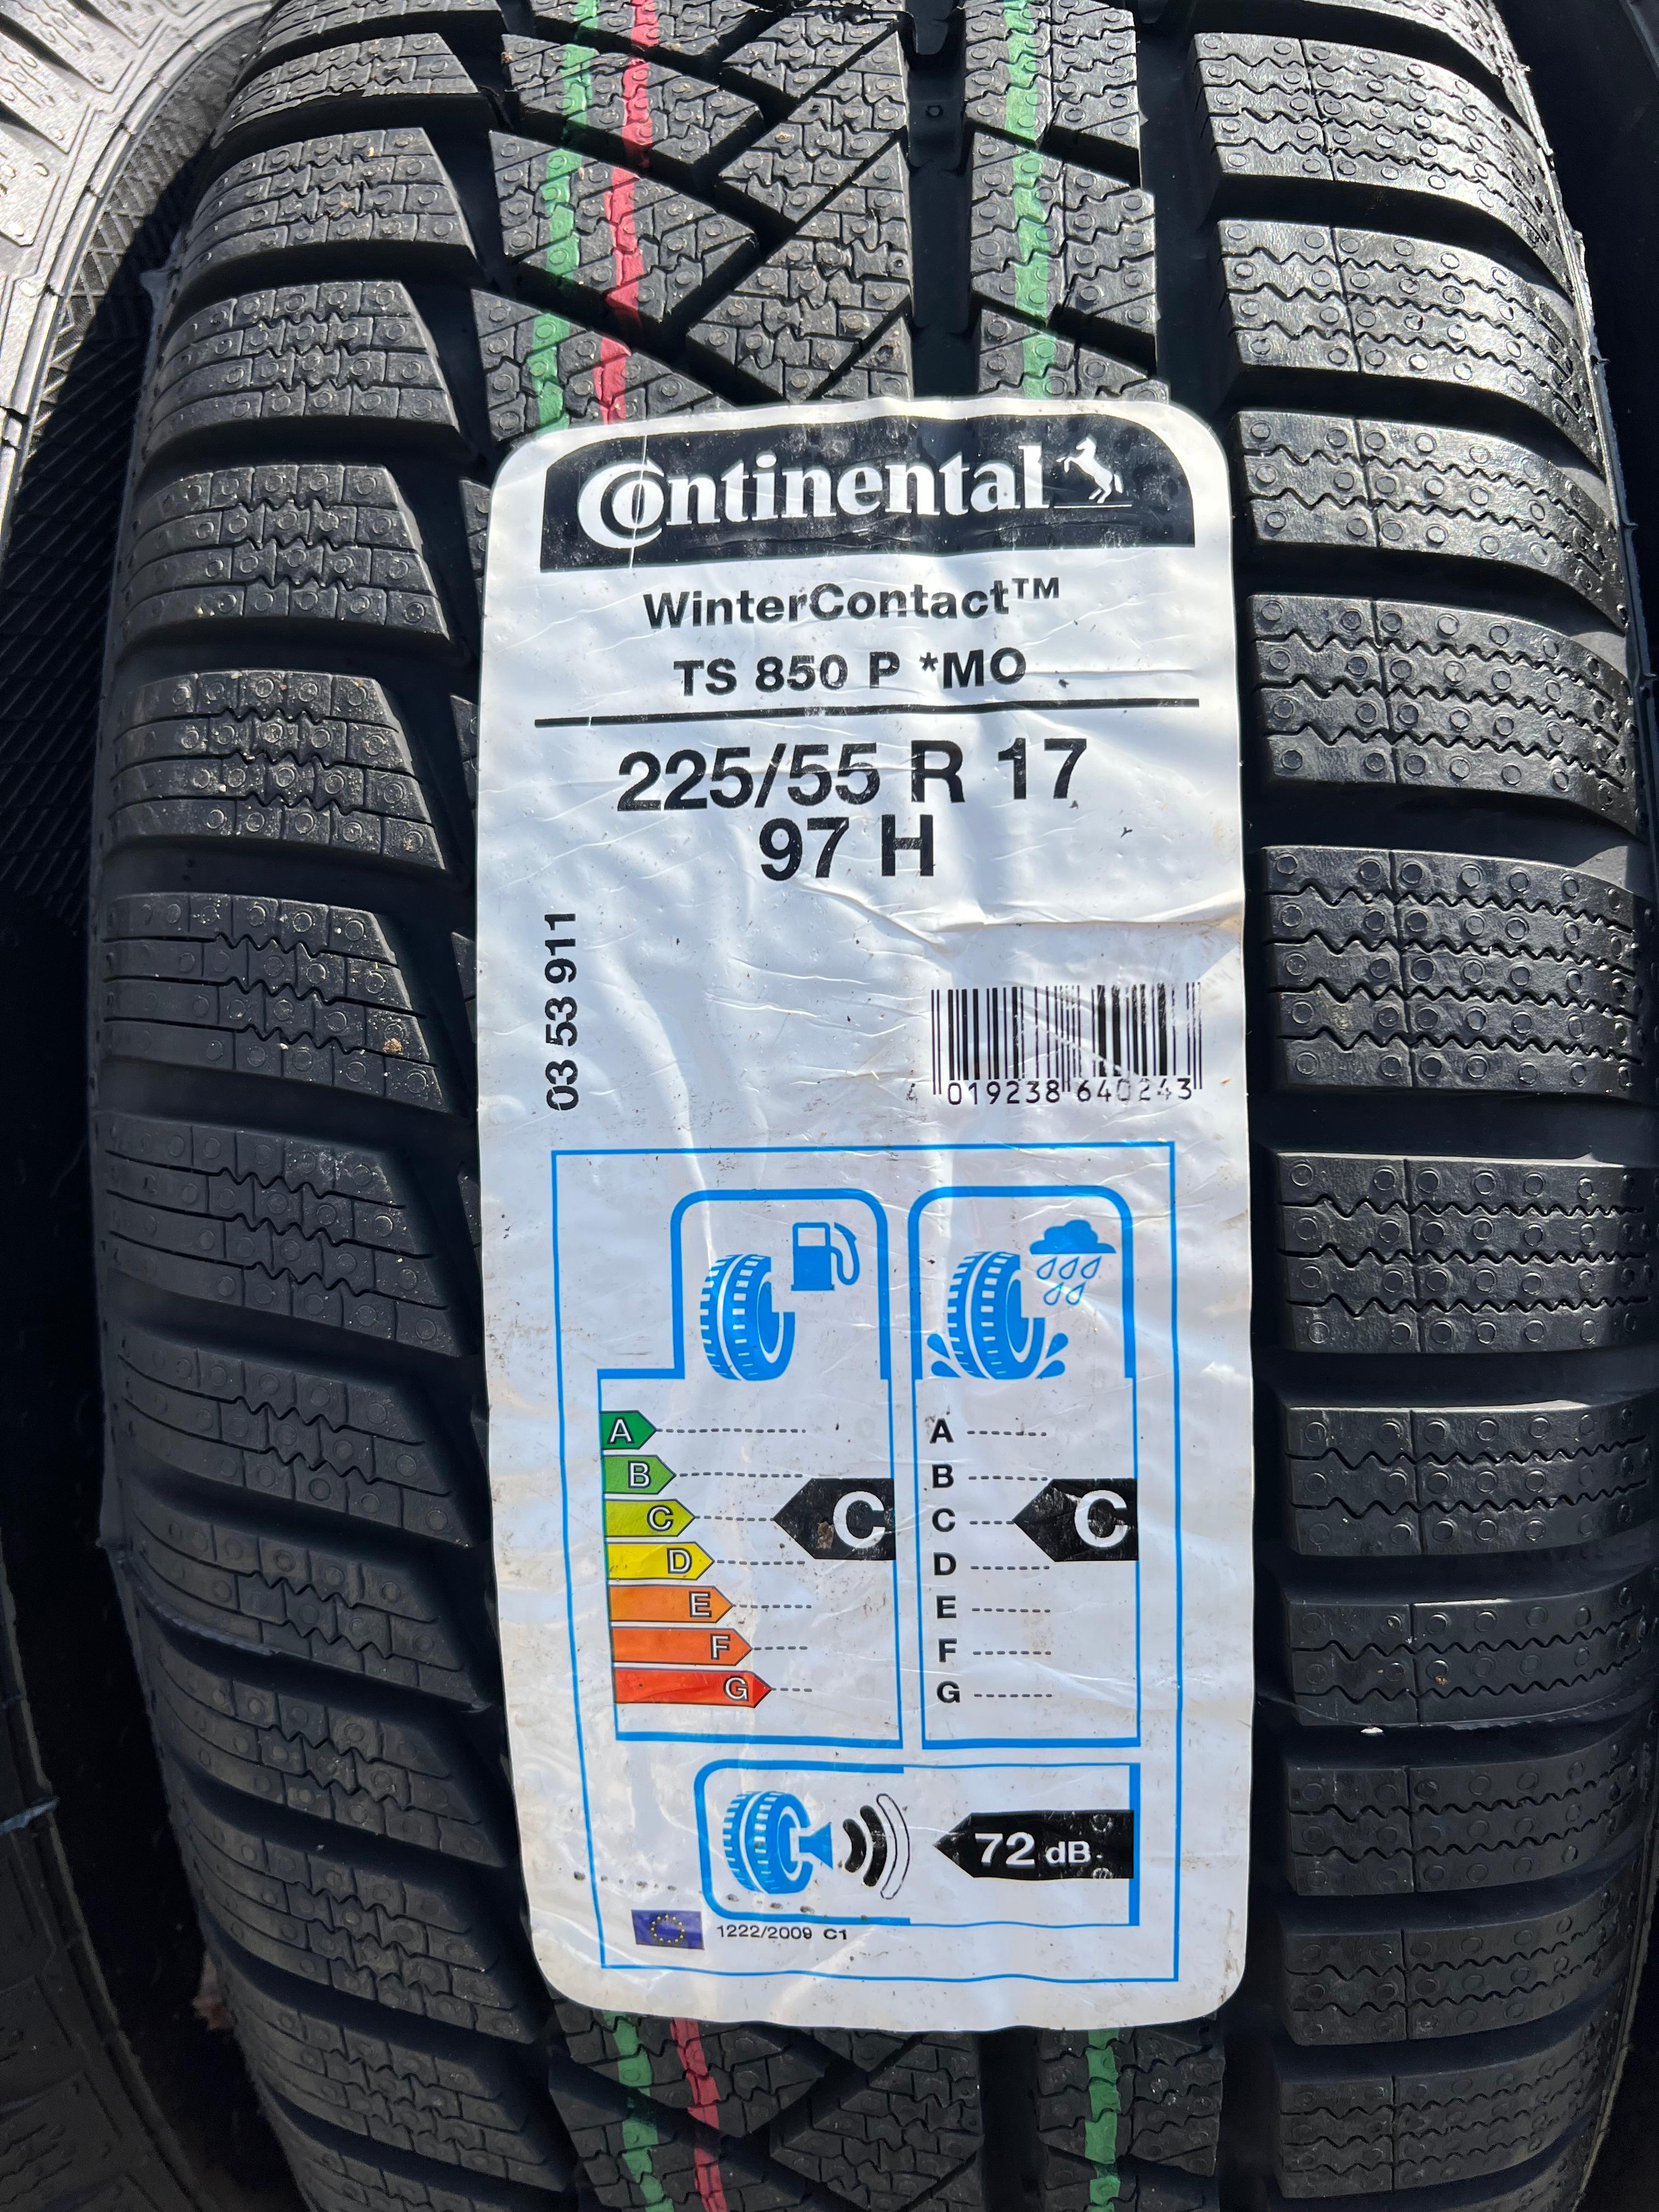 Continental
WinterContact™
TS 850 P *MO
225/55 R 17
97 H
03 53 911
4 019238 640243
A
B
C
D
E
F
G
C
A
B
C
D
E
F
G
C
72 dB
1222/2009 C1